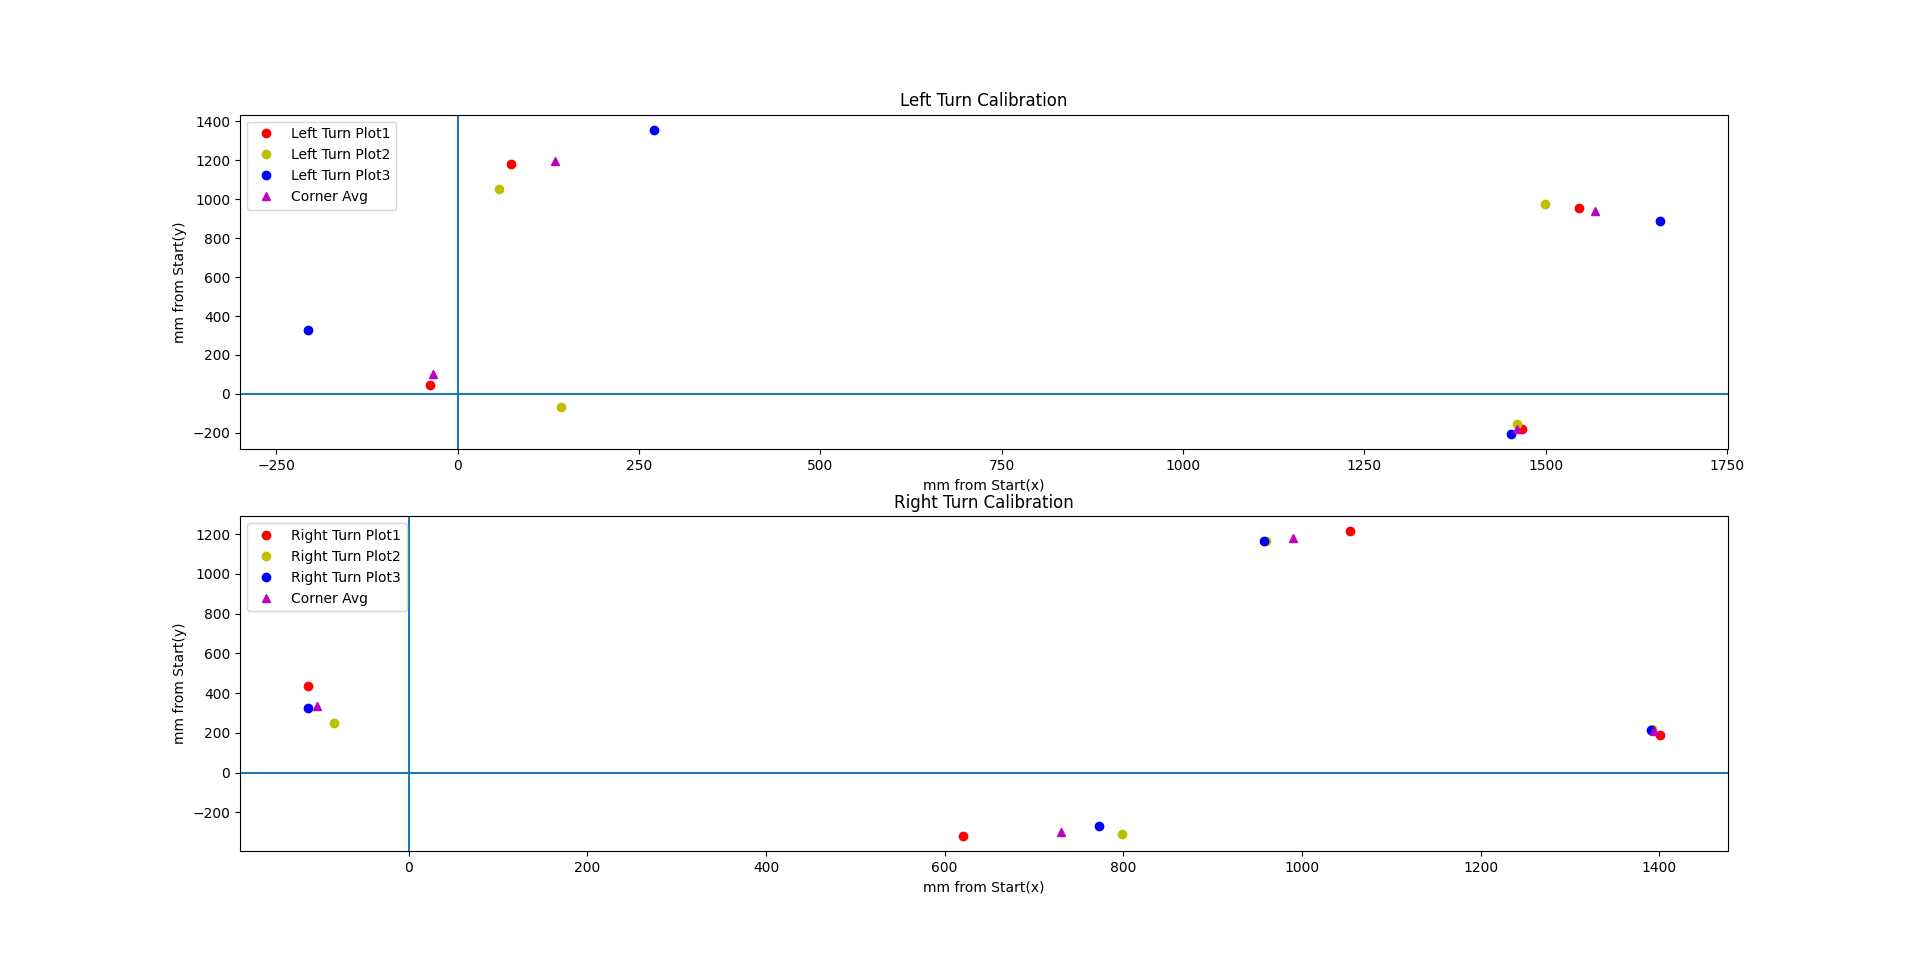 Left Turn Calibration
Left Turn Plot1
Left Turn Plot2
Left Turn Plot3
Corner Avg
mm from Start(y)
1400
1200
1000
800
600
400
200
0
−200
−250 0 250 500 750 1000 1250 1500 1750
mm from Start(x)
Right Turn Calibration
Right Turn Plot1
Right Turn Plot2
Right Turn Plot3
Corner Avg
mm from Start(y)
1200
1000
800
600
400
200
0
−200
0 200 400 600 800 1000 1200 1400
mm from Start(x)